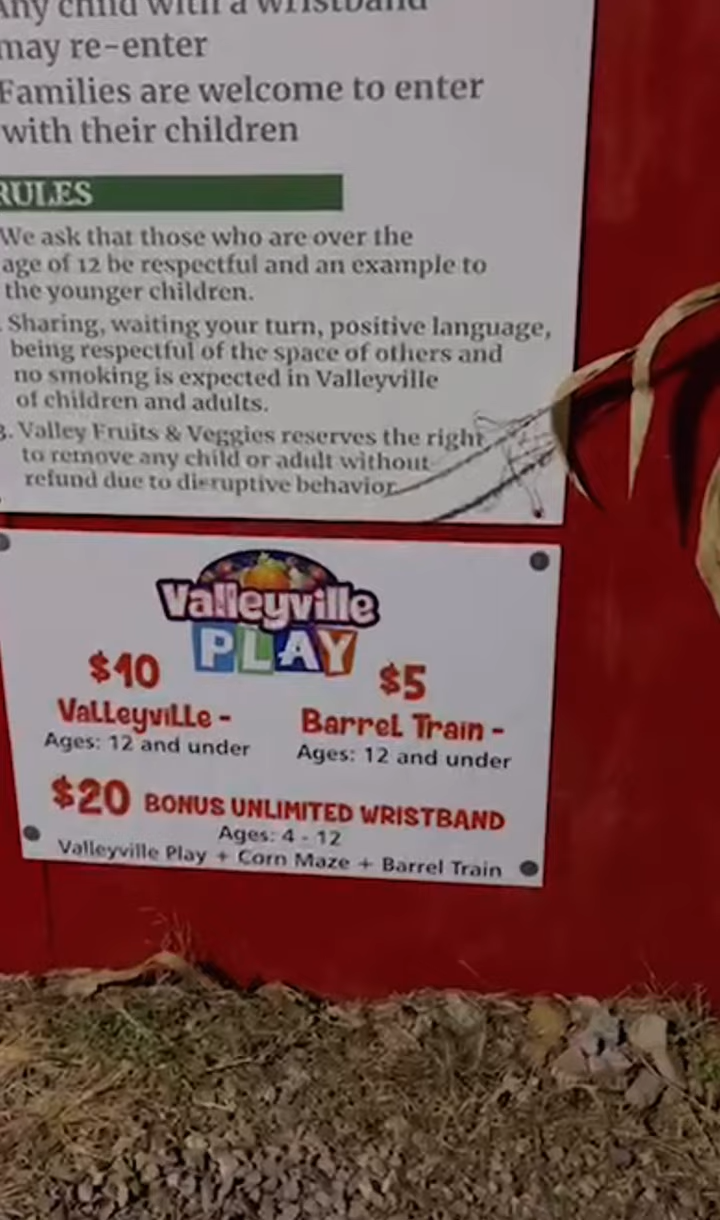 Any child with a wristband
may re-enter
Families are welcome to enter
with their children
RULES
We ask that those who are over the
age of 12 be respectful and an example to
the younger children.
Sharing, waiting your turn, positive language,
being respectful of the space of others and
no smoking is expected in Valleyville
of children and adults.
3. Valley Fruits & Veggies reserves the right
to remove any child or adult without
refund due to disruptive behavior.
Valleyville
PLAY
$10
Valleyville -
Ages: 12 and under
$5
Barrel Train -
Ages: 12 and under
$20 BONUS UNLIMITED WRISTBAND
Ages: 4 - 12
Valleyville Play + Corn Maze + Barrel Train